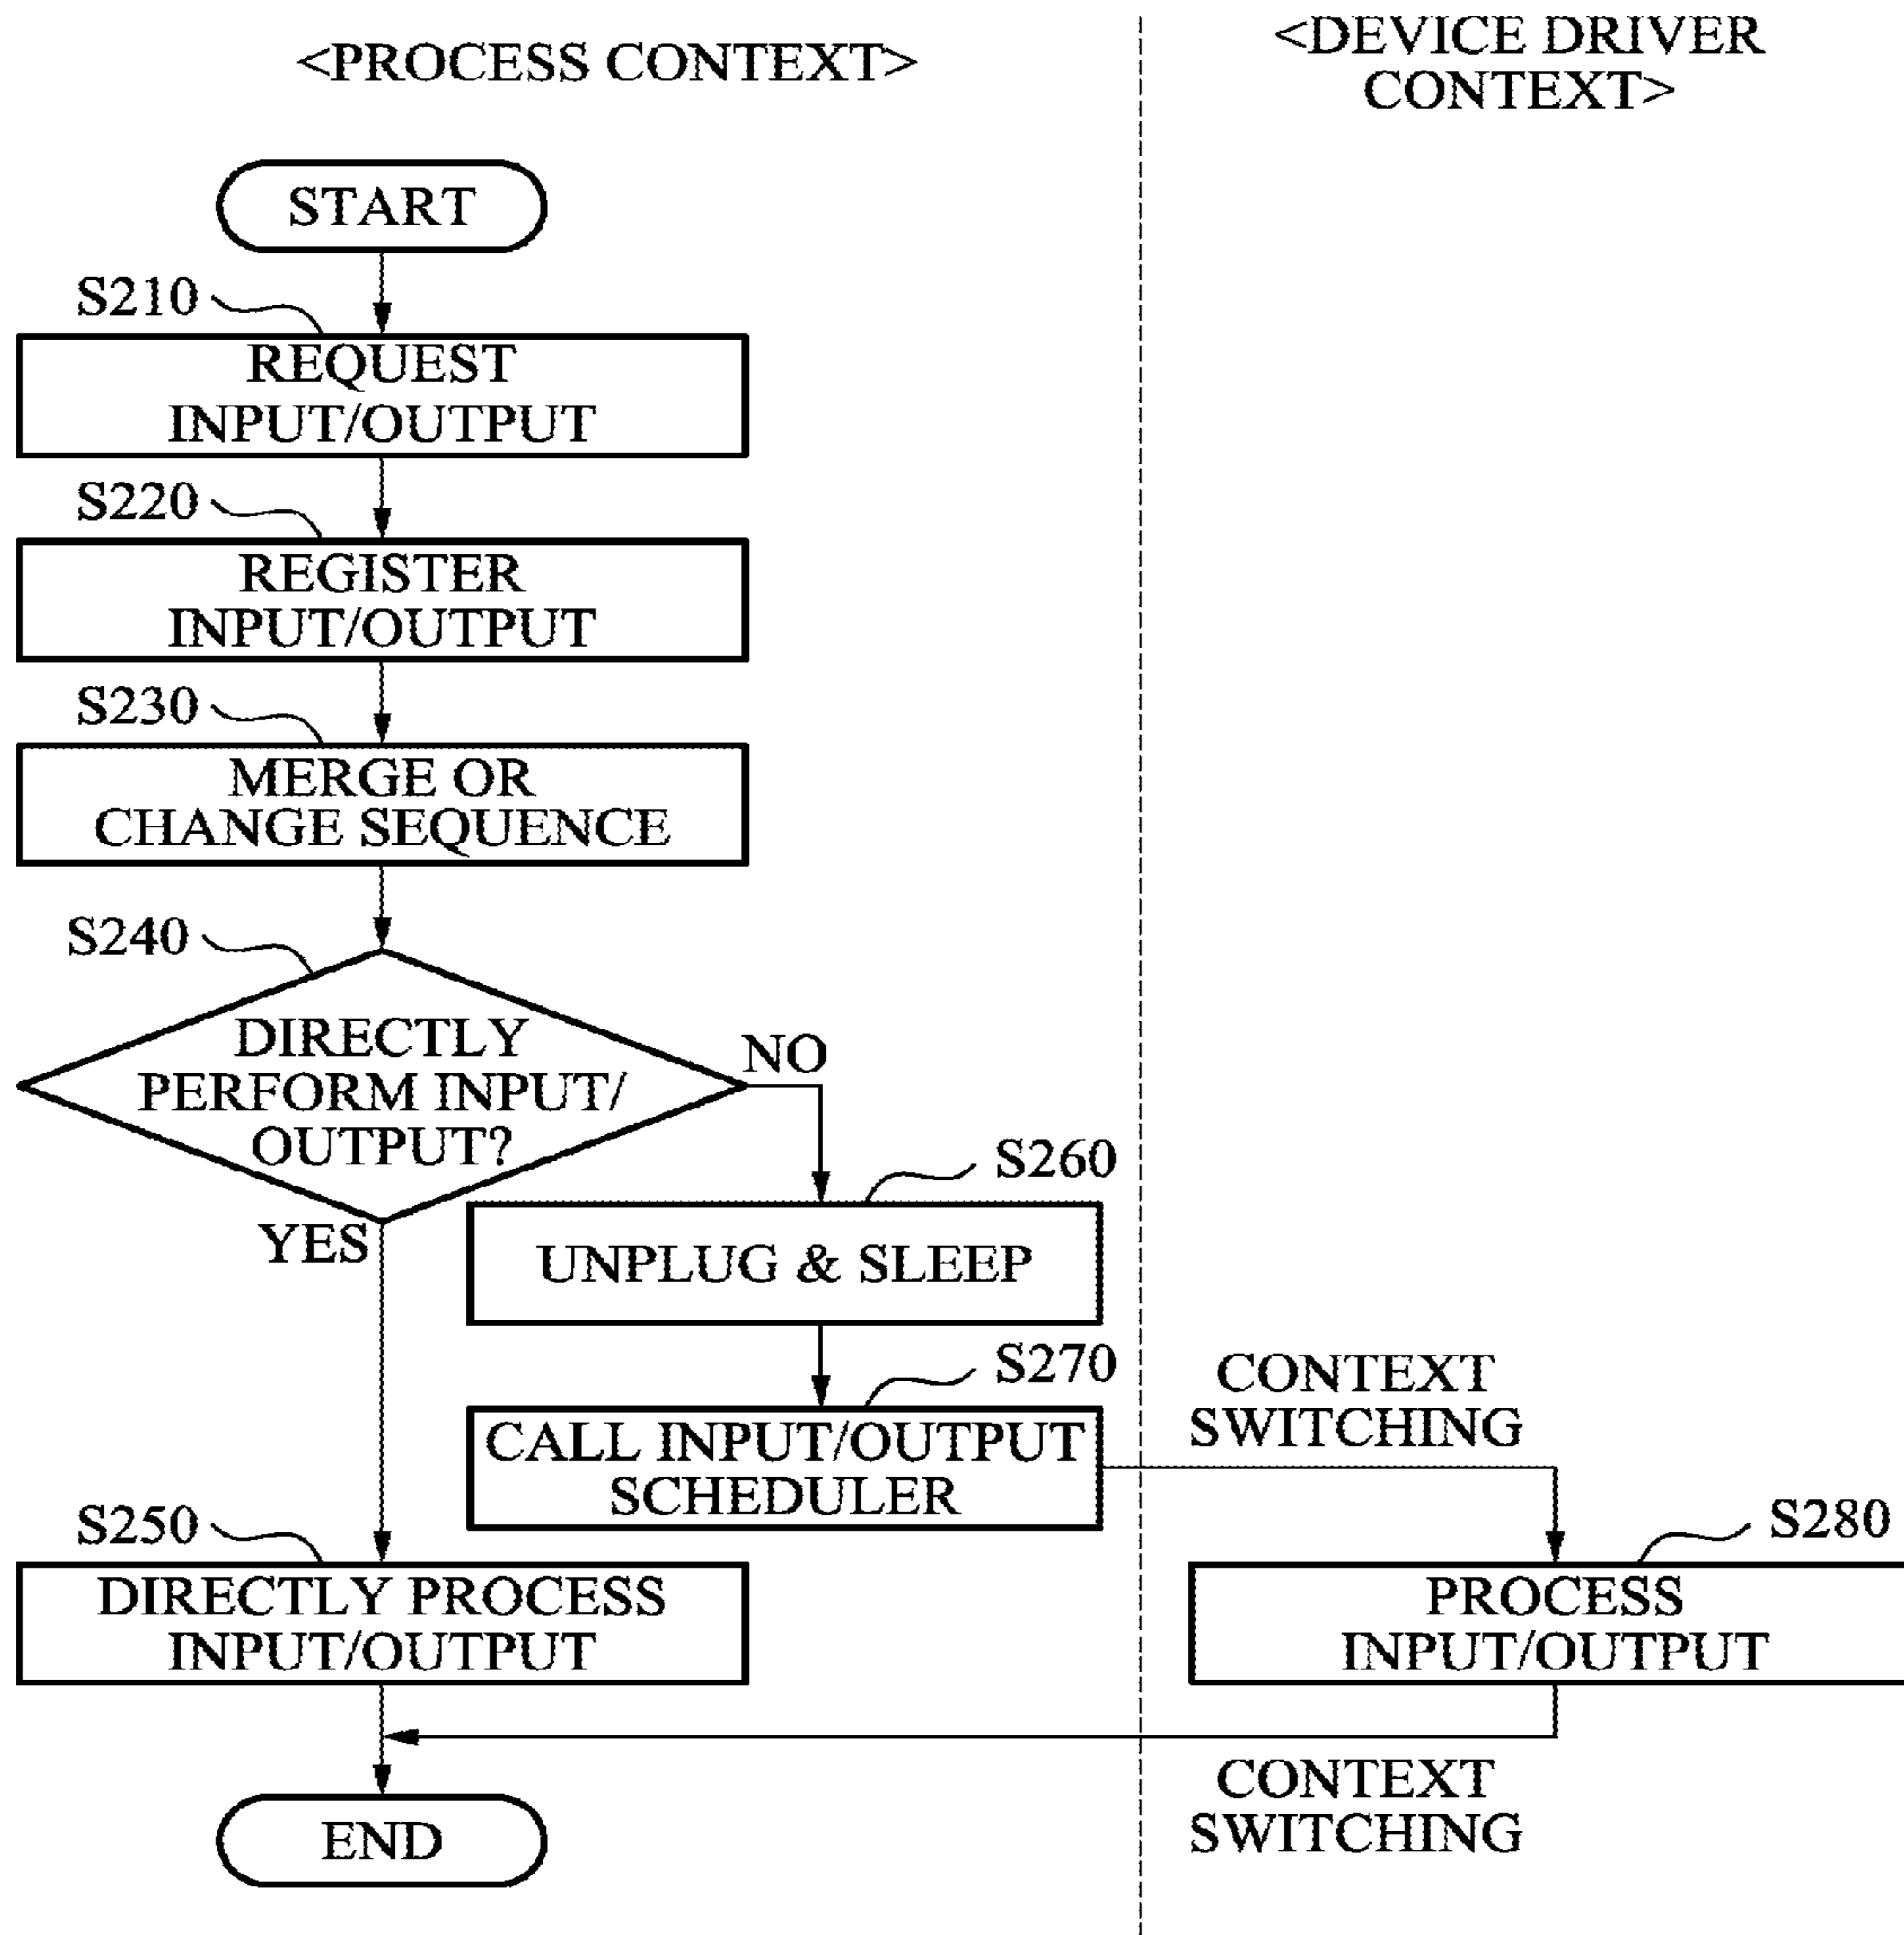 <PROCESS CONTEXT>
<DEVICE DRIVER
CONTEXT>
START
S210
REQUEST
INPUT/OUTPUT
S220
REGISTER
INPUT/OUTPUT
S230
MERGE OR
CHANGE SEQUENCE
S240
DIRECTLY
PERFORM INPUT/
OUTPUT?
NO
YES
S260
UNPLUG & SLEEP
S270
CALL INPUT/OUTPUT
SCHEDULER
CONTEXT
SWITCHING
S250
DIRECTLY PROCESS
INPUT/OUTPUT
S280
PROCESS
INPUT/OUTPUT
CONTEXT
SWITCHING
END